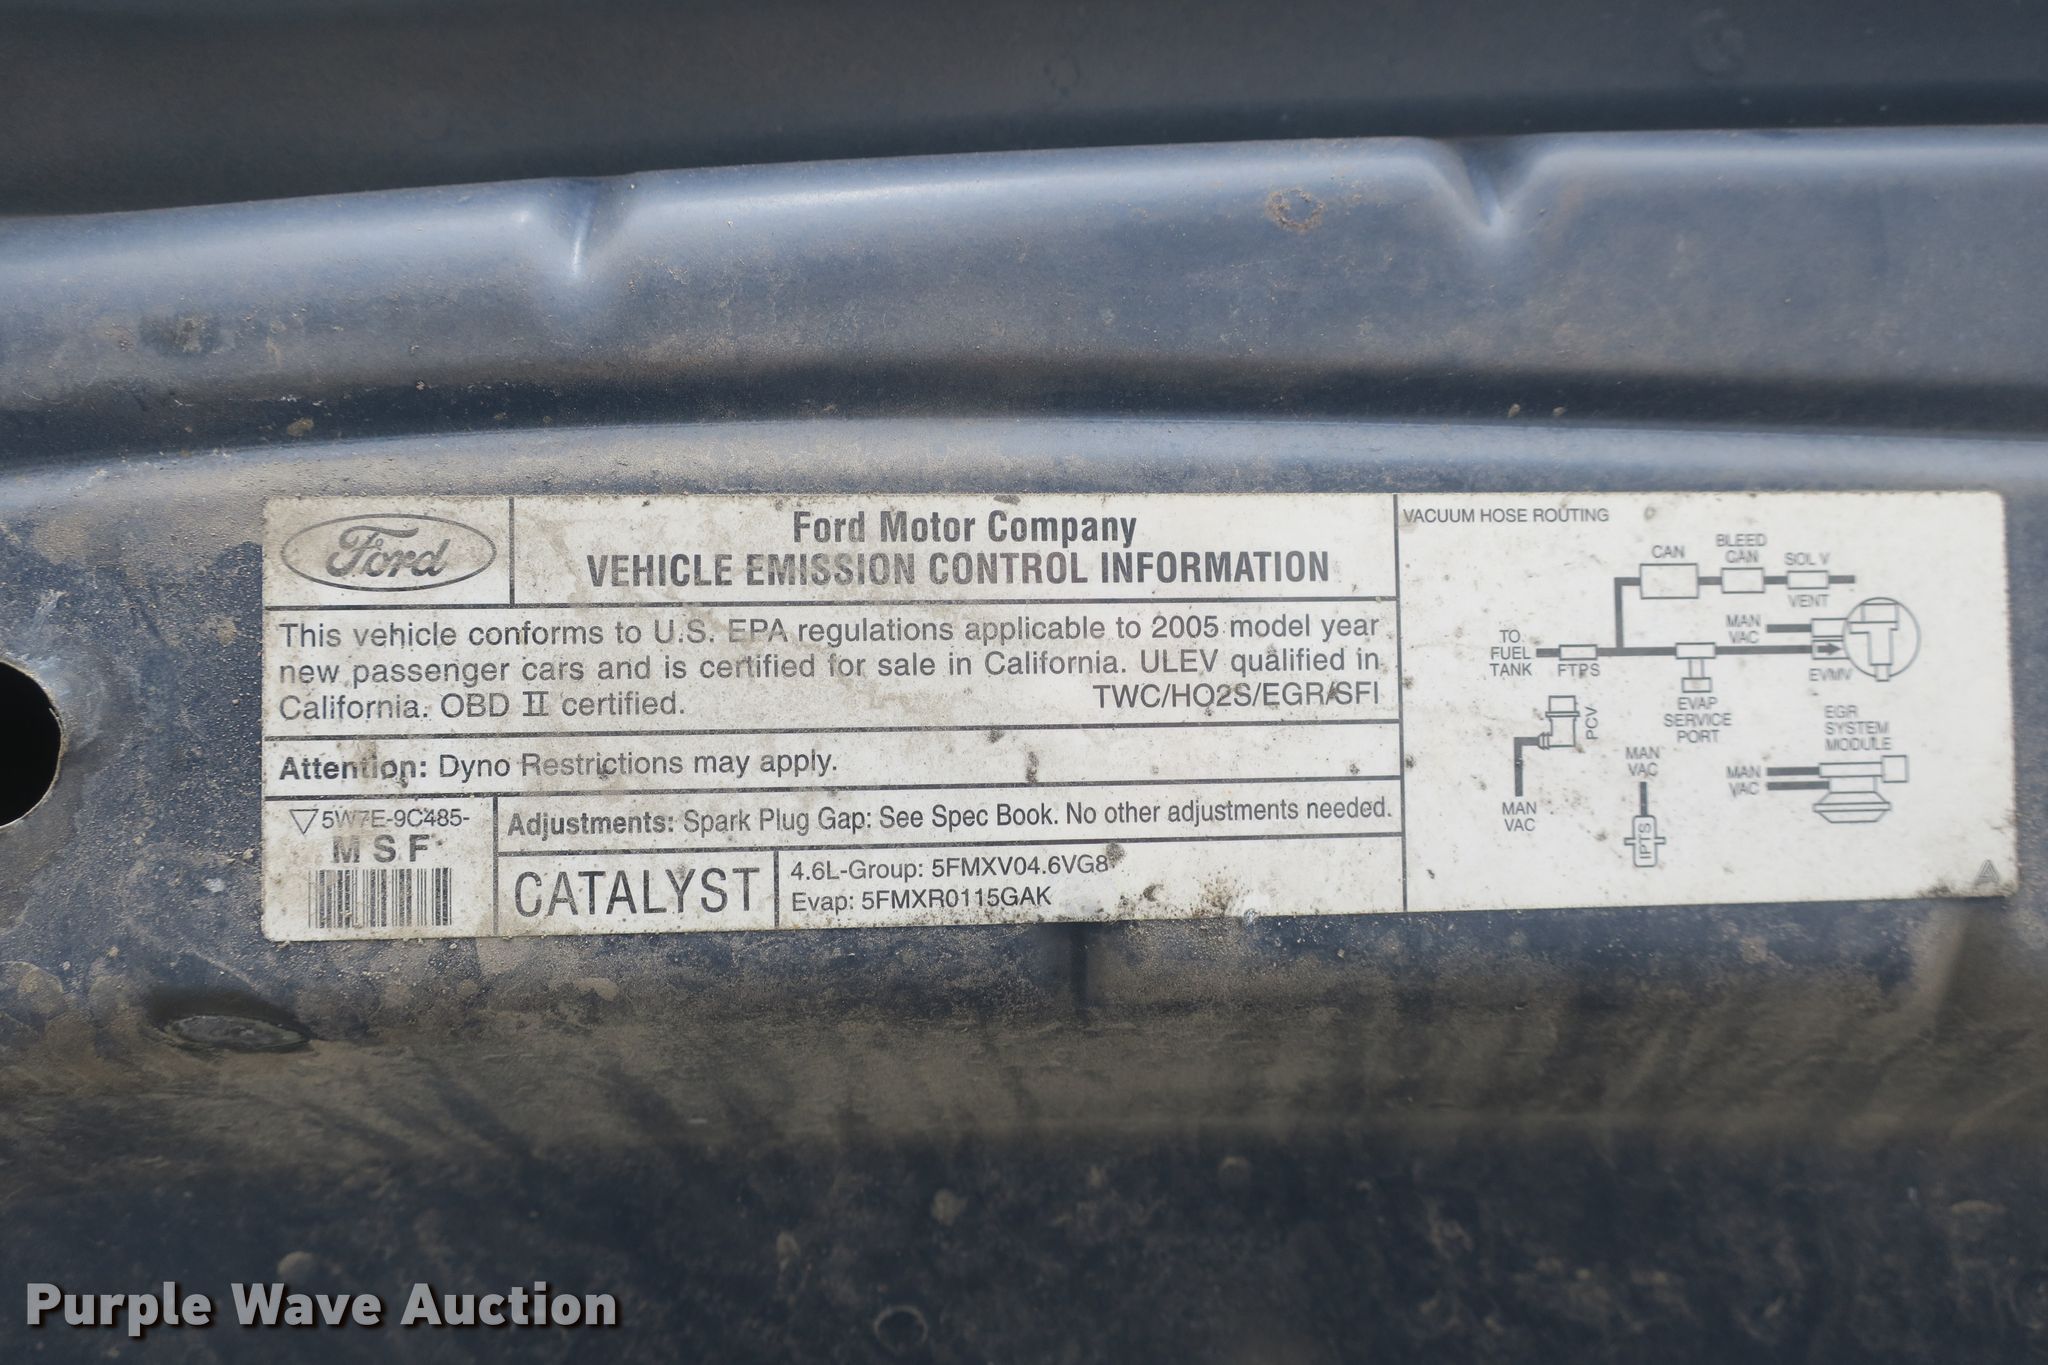 Ford
Ford Motor Company
VEHICLE EMISSION CONTROL INFORMATION
This vehicle conforms to U.S. EPA regulations applicable to 2005 model year
new passenger cars and is certified for sale in California. ULEV qualified in
California. OBD II certified.
TWC/HO2S/EGR/SFI
Attention: Dyno Restrictions may apply.
5W7E-9C485-
MSF
Adjustments: Spark Plug Gap: See Spec Book. No other adjustments needed.
CATALYST
4.6L-Group: 5FMXV04.6VG8
Evap: 5FMXR0115GAK
VACUUM HOSE ROUTING
CAN
BLEED
CAN
SOL V
VENT
MAN
VAC
TO
FUEL
TANK
FTPS
EVMV
EVAP
SERVICE
PORT
PCV
MAN
VAC
MAN
VAC
IPTS
EGR
SYSTEM
MODULE
MAN
VAC
Purple Wave Auction